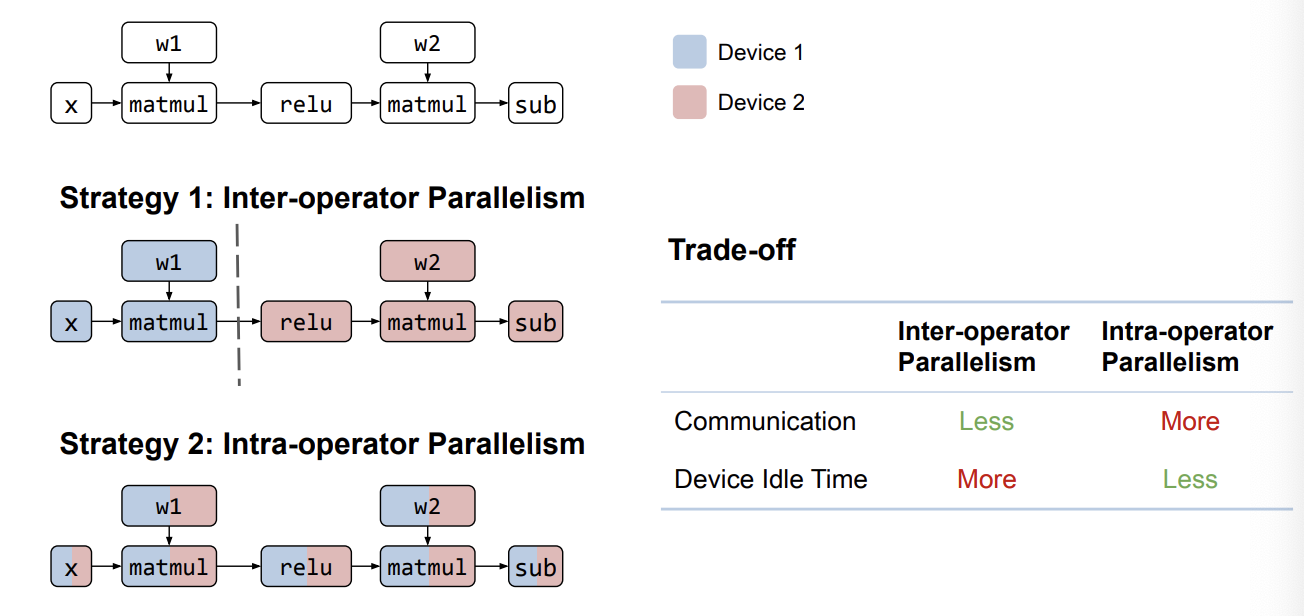 w1
w2
x
matmul
relu
matmul
sub
Device 1
Device 2
Strategy 1: Inter-operator Parallelism
w1
w2
x
matmul
relu
matmul
sub
Strategy 2: Intra-operator Parallelism
w1
w2
x
matmul
relu
matmul
sub
Trade-off
Inter-operator
Parallelism
Intra-operator
Parallelism
Communication
Less
More
Device Idle Time
More
Less